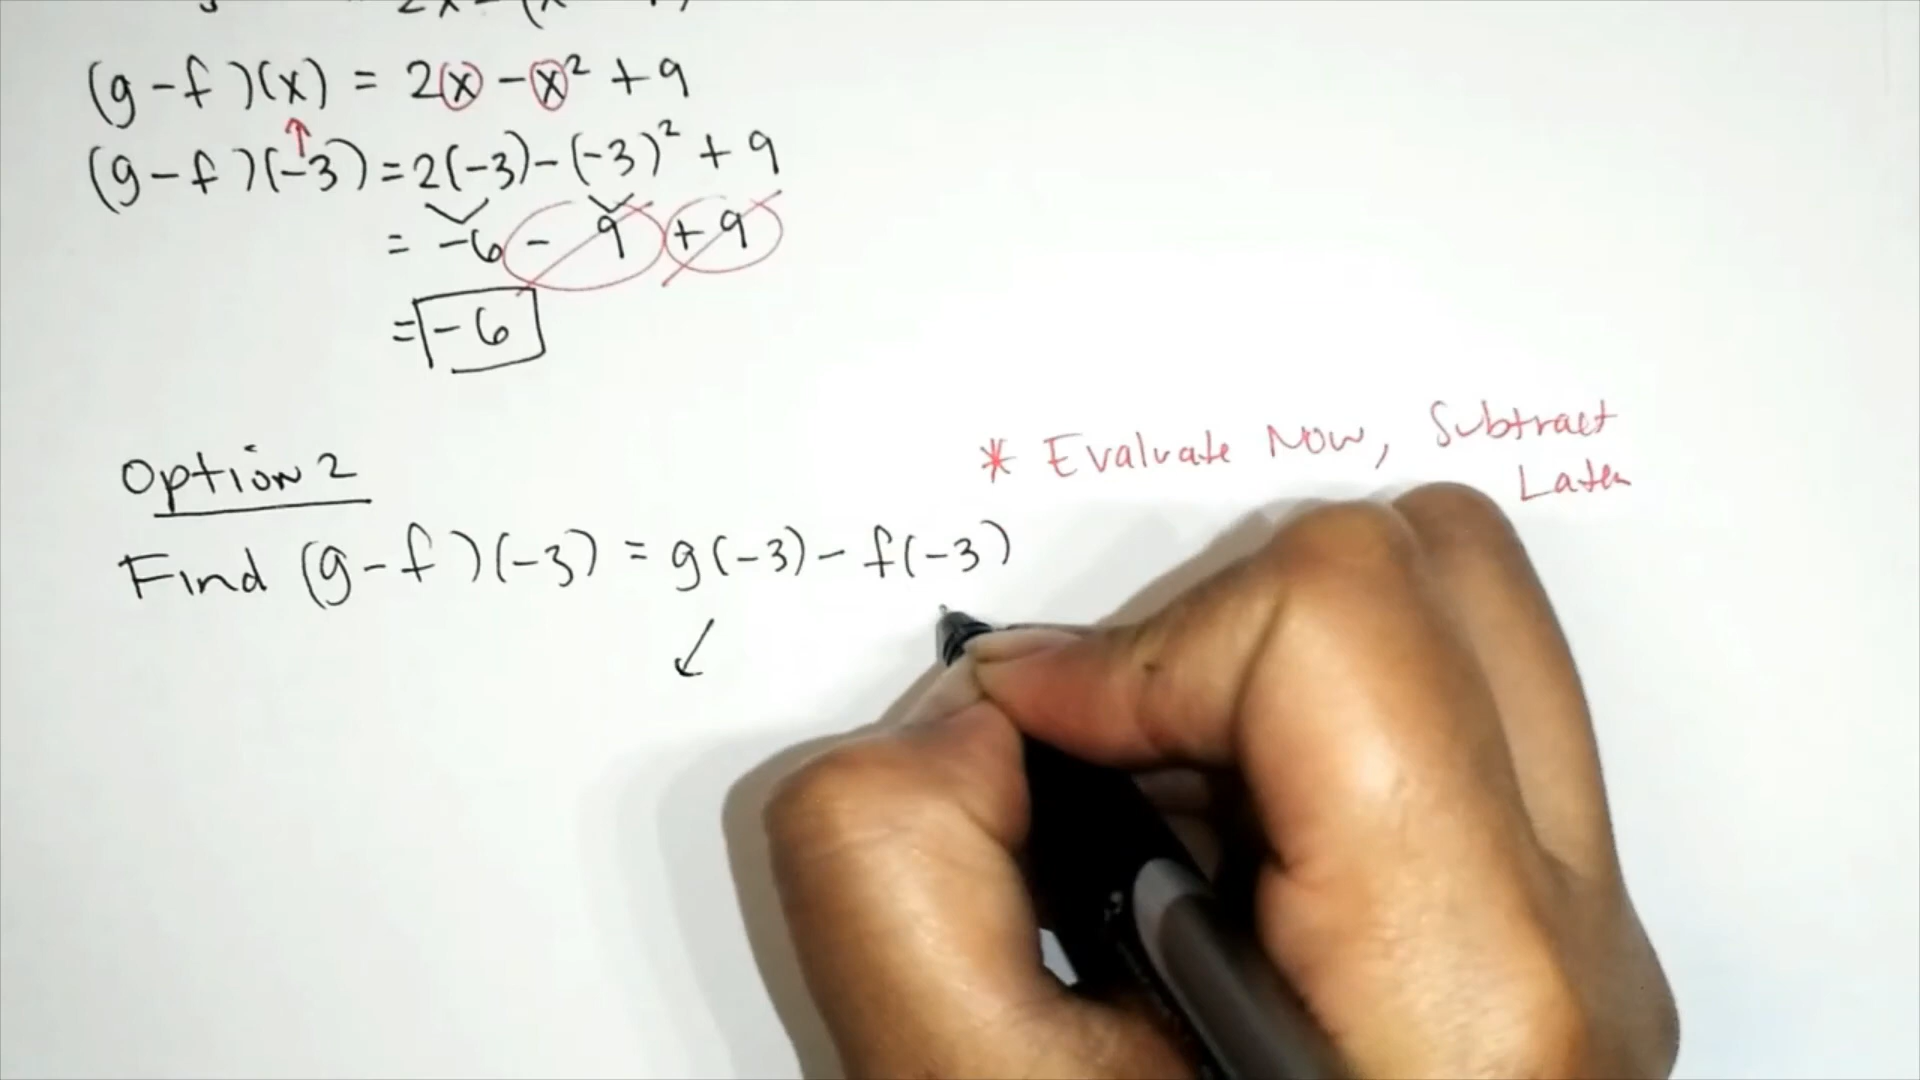 (g-f)(x) = 2(x) - (x)² + 9
(g-f)(-3) = 2(-3) - (-3)² + 9
= -6 - 9 + 9
= -6
* Evaluate Now, Subtract
Later
Option 2
Find (g-f)(-3) = g(-3) - f(-3)